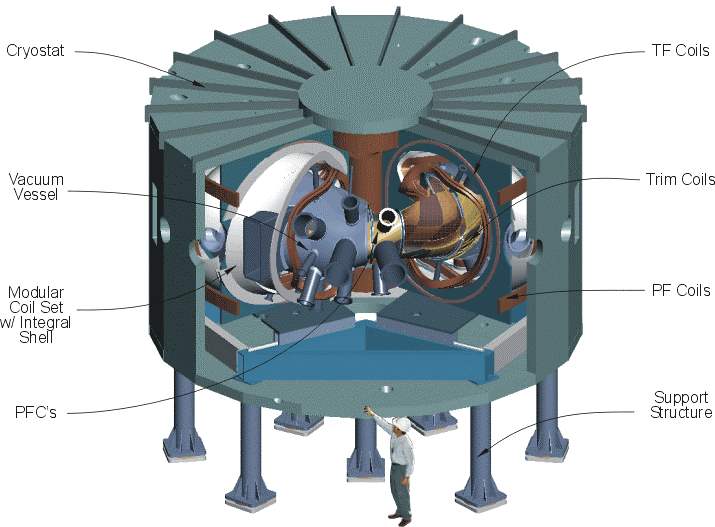 Cryostat
TF Coils
Vacuum
Vessel
Trim Coils
Modular
Coil Set
w/ Integral
Shell
PF Coils
PFC's
Support
Structure